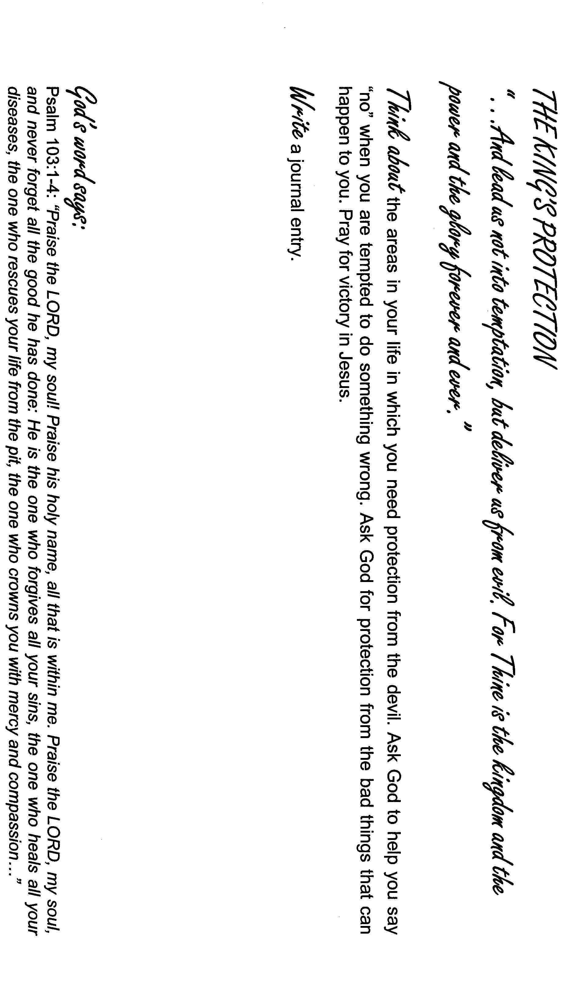 THE KING'S PROTECTION
“...And lead us not into temptation, but deliver us from evil. For Thine is the kingdom and the
power and the glory forever and ever.”
Think about the areas in your life in which you need protection from the devil. Ask God to help you say
“no” when you are tempted to do something wrong. Ask God for protection from the bad things that can
happen to you. Pray for victory in Jesus.
Write a journal entry.
God's word says:
Psalm 103:1-4: “Praise the LORD, my soul! Praise his holy name, all that is within me. Praise the LORD, my soul,
and never forget all the good he has done: He is the one who forgives all your sins, the one who heals all your
diseases, the one who rescues your life from the pit, the one who crowns you with mercy and compassion...”